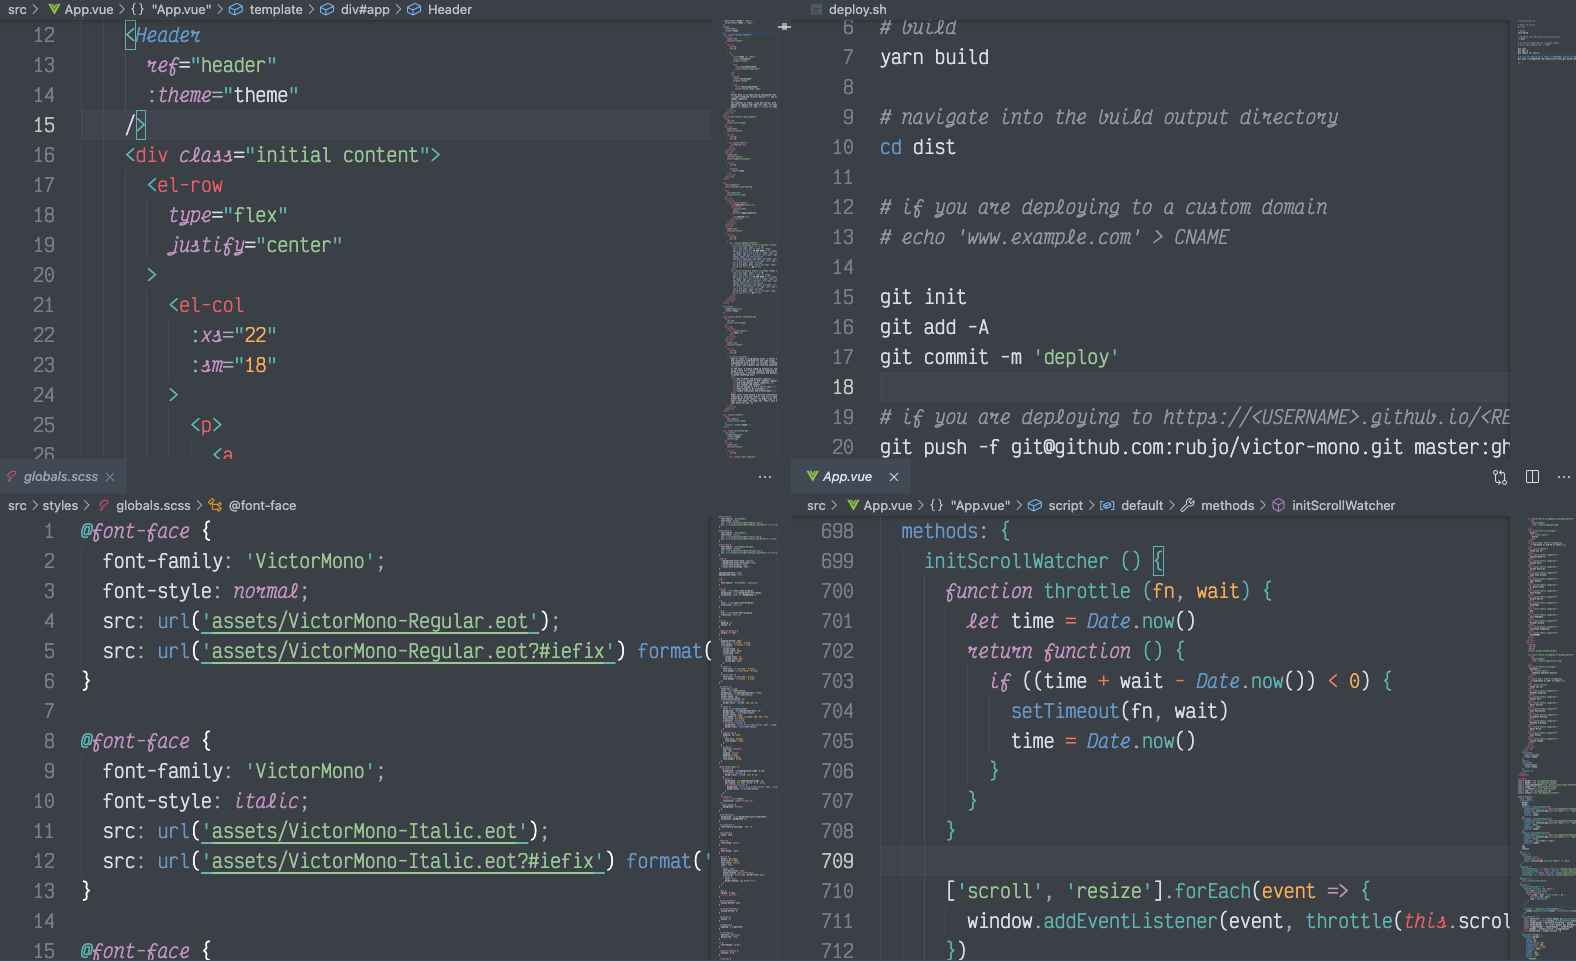 src > App.vue > {} "App.vue" > template > div#app > Header
12 <Header
13 ref="header"
14 :theme="theme"
15 />
16 <div class="initial content">
17 <el-row
18 type="flex"
19 justify="center"
20 >
21 <el-col
22 :xs="22"
23 :sm="18"
24 >
25 <p>
26 <a
deploy.sh
6 # build
7 yarn build
8
9 # navigate into the build output directory
10 cd dist
11
12 # if you are deploying to a custom domain
13 # echo 'www.example.com' > CNAME
14
15 git init
16 git add -A
17 git commit -m 'deploy'
18
19 # if you are deploying to https://<USERNAME>.github.io/<RE
20 git push -f git@github.com:rubjo/victor-mono.git master:gh
globals.scss ×
src > styles > globals.scss > @font-face
1 @font-face {
2 font-family: 'VictorMono';
3 font-style: normal;
4 src: url('assets/VictorMono-Regular.eot');
5 src: url('assets/VictorMono-Regular.eot?#iefix') format(
6 }
7
8 @font-face {
9 font-family: 'VictorMono';
10 font-style: italic;
11 src: url('assets/VictorMono-Italic.eot');
12 src: url('assets/VictorMono-Italic.eot?#iefix') format('
13 }
14
15 @font-face {
App.vue ×
src > App.vue > {} "App.vue" > script > default > methods > initScrollWatcher
698 methods: {
699 initScrollWatcher () {
700 function throttle (fn, wait) {
701 let time = Date.now()
702 return function () {
703 if ((time + wait - Date.now()) < 0) {
704 setTimeout(fn, wait)
705 time = Date.now()
706 }
707 }
708 }
709
710 ['scroll', 'resize'].forEach(event => {
711 window.addEventListener(event, throttle(this.scrol
712 })